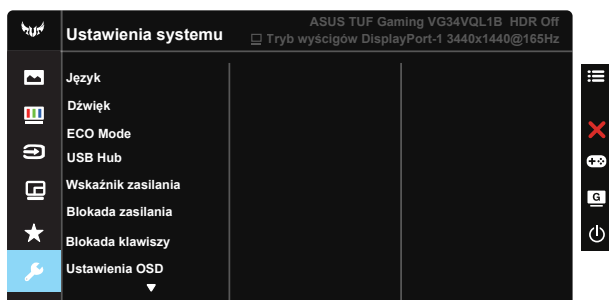 ASUS TUF Gaming VG34VQL1B HDR Off
Ustawienia systemu
Tryb wyścigów DisplayPort-1 3440x1440@165Hz
Język
Dźwięk
ECO Mode
USB Hub
Wskaźnik zasilania
Blokada zasilania
Blokada klawiszy
Ustawienia OSD
G